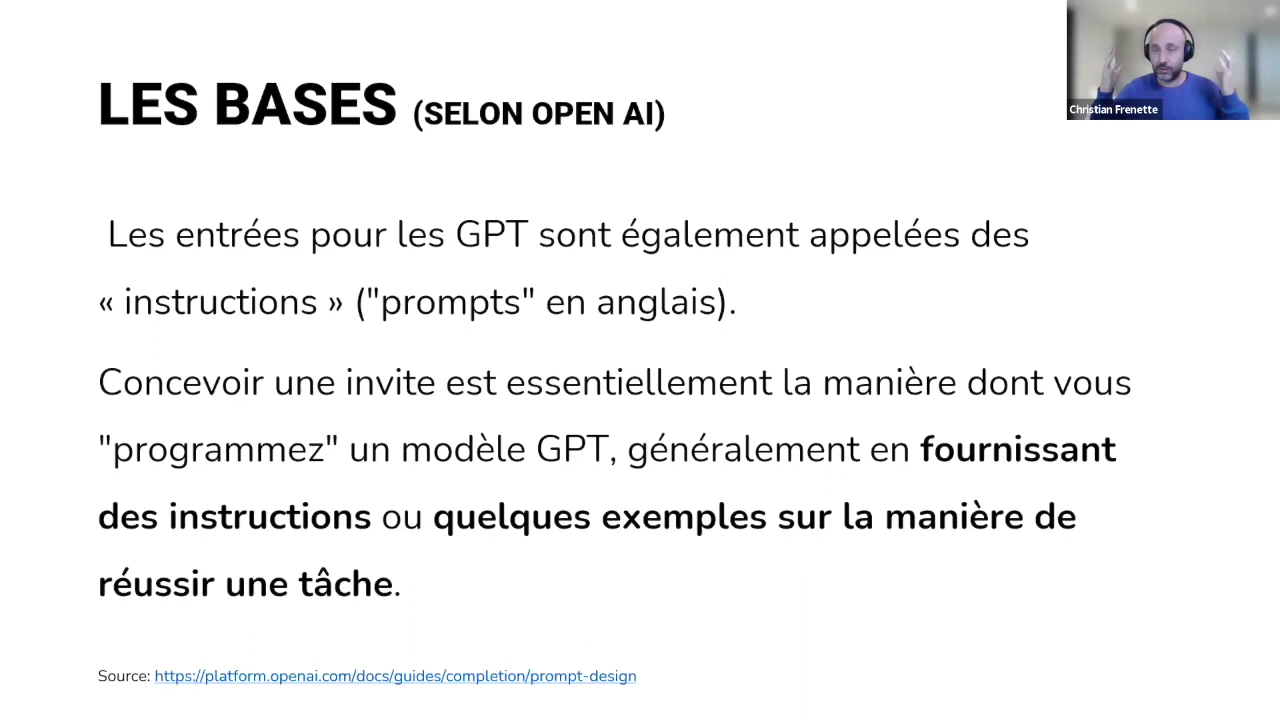 LES BASES (SELON OPEN AI)
Christian Frenette
Les entrées pour les GPT sont également appelées des
« instructions » ("prompts" en anglais).
Concevoir une invite est essentiellement la manière dont vous
"programmez" un modèle GPT, généralement en fournissant
des instructions ou quelques exemples sur la manière de
réussir une tâche.
Source: https://platform.openai.com/docs/guides/completion/prompt-design